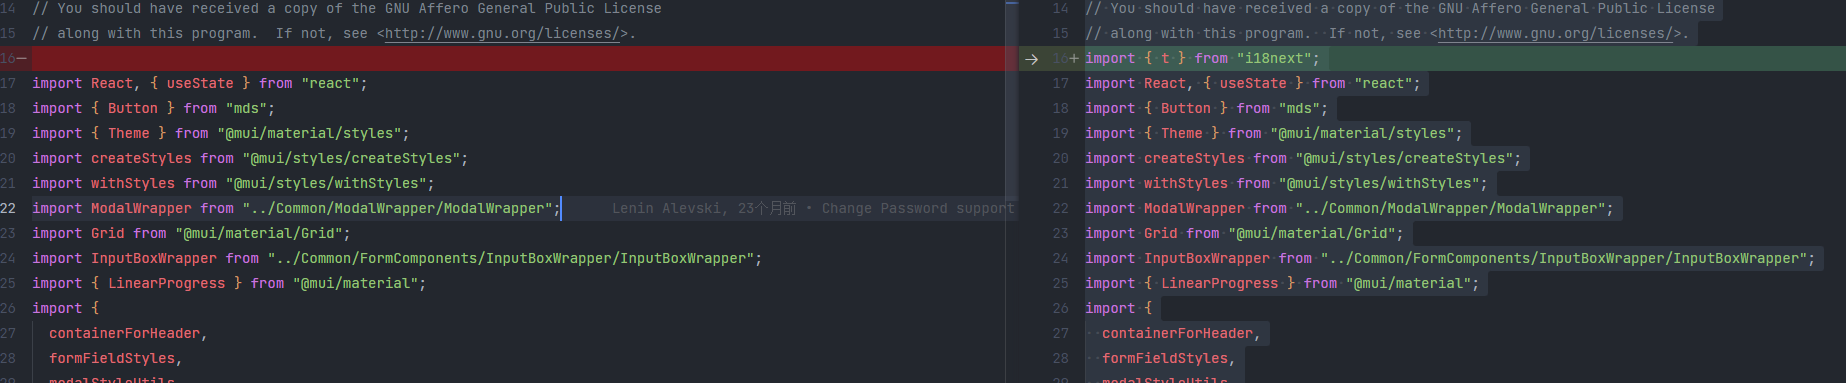 14 // You should have received a copy of the GNU Affero General Public License
15 // along with this program.  If not, see <http://www.gnu.org/licenses/>.
16-
17 import React, { useState } from "react";
18 import { Button } from "mds";
19 import { Theme } from "@mui/material/styles";
20 import createStyles from "@mui/styles/createStyles";
21 import withStyles from "@mui/styles/withStyles";
22 import ModalWrapper from "../Common/ModalWrapper/ModalWrapper"; Lenin Alevski, 23个月前 • Change Password support
23 import Grid from "@mui/material/Grid";
24 import InputBoxWrapper from "../Common/FormComponents/InputBoxWrapper/InputBoxWrapper";
25 import { LinearProgress } from "@mui/material";
26 import {
27   containerForHeader,
28   formFieldStyles,
29   modalStyleUtils,
14 // You should have received a copy of the GNU Affero General Public License
15 // along with this program.  If not, see <http://www.gnu.org/licenses/>.
→ 16+ import { t } from "i18next";
17 import React, { useState } from "react";
18 import { Button } from "mds";
19 import { Theme } from "@mui/material/styles";
20 import createStyles from "@mui/styles/createStyles";
21 import withStyles from "@mui/styles/withStyles";
22 import ModalWrapper from "../Common/ModalWrapper/ModalWrapper";
23 import Grid from "@mui/material/Grid";
24 import InputBoxWrapper from "../Common/FormComponents/InputBoxWrapper/InputBoxWrapper";
25 import { LinearProgress } from "@mui/material";
26 import {
27   containerForHeader,
28   formFieldStyles,
29   modalStyleUtils,